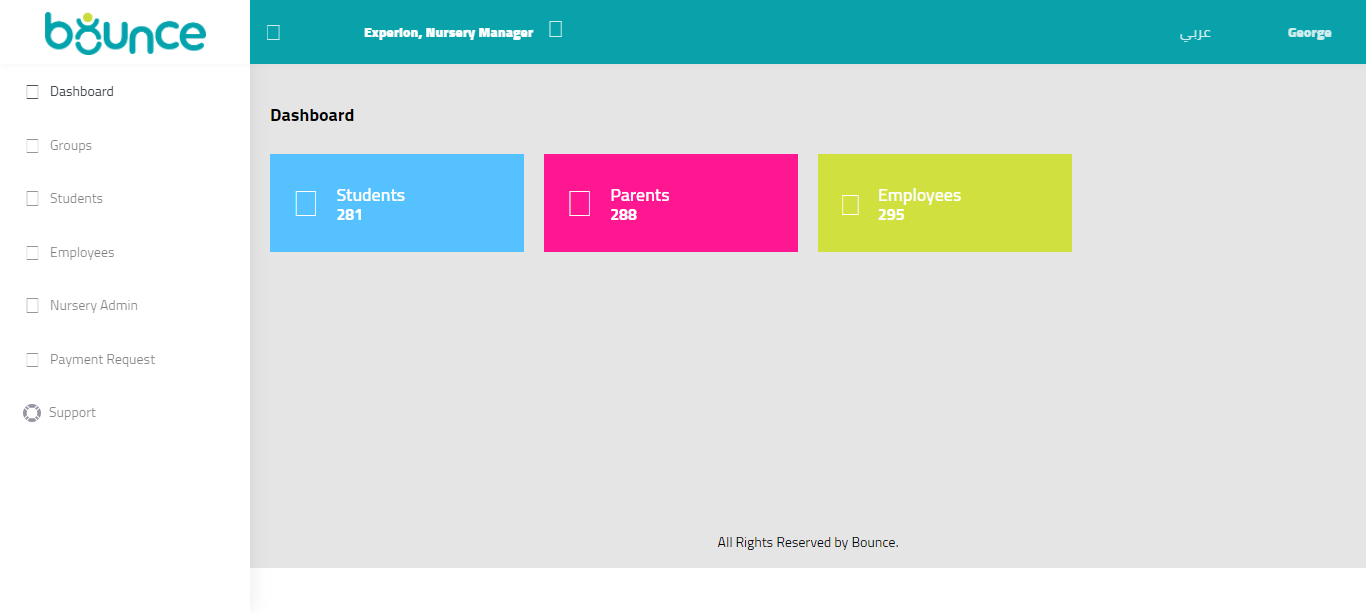 bounce
Experion, Nursery Manager
عربي
George
Dashboard
Groups
Students
Employees
Nursery Admin
Payment Request
Support
Dashboard
Students
281
Parents
288
Employees
295
All Rights Reserved by Bounce.